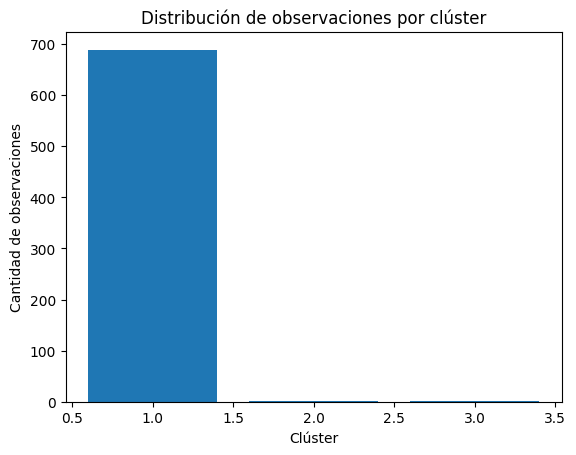 Distribución de observaciones por clúster
700
600
500
400
300
200
100
0
Cantidad de observaciones
0.5 1.0 1.5 2.0 2.5 3.0 3.5
Clúster